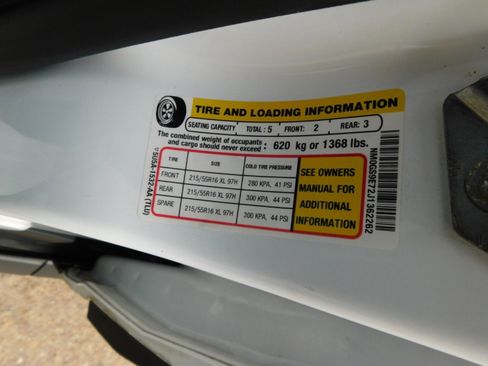 TIRE AND LOADING INFORMATION
SEATING CAPACITY TOTAL: 5 FRONT: 2 REAR: 3
The combined weight of occupants and cargo should never exceed : 620 kg or 1368 lbs.
TIRE SIZE COLD TIRE PRESSURE
FRONT 215/55R16 XL 97H 280 KPA, 41 PSI
REAR 215/55R16 XL 97H 300 KPA, 44 PSI
SPARE 215/55R16 XL 97H 300 KPA, 44 PSI
SEE OWNERS
MANUAL FOR
ADDITIONAL
INFORMATION
NM0GS9E72J1362262